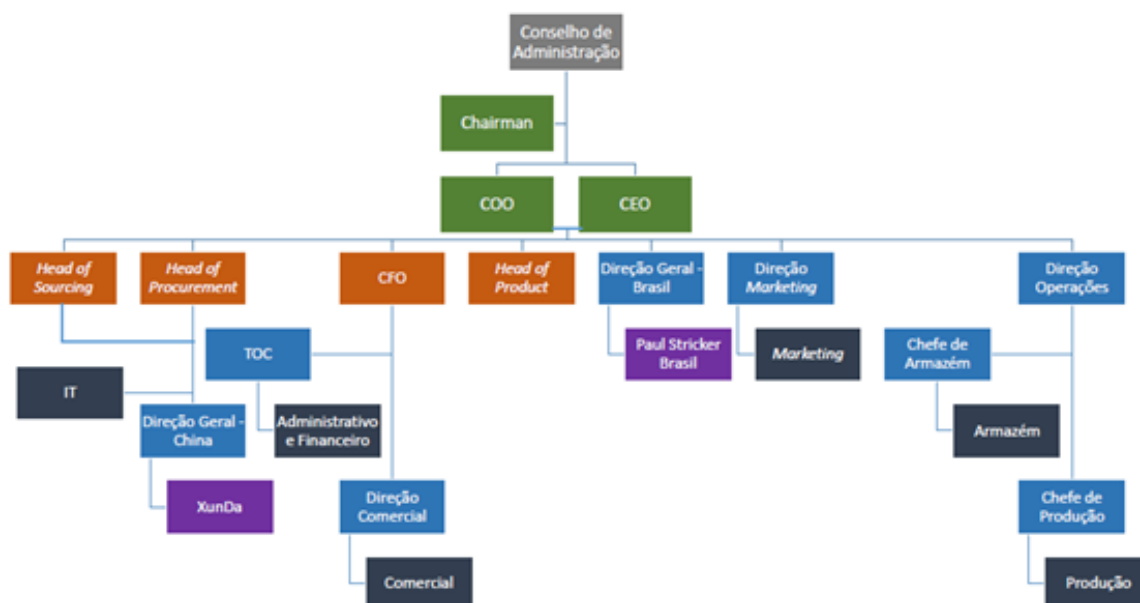 Conselho de
Administração
Chairman
COO
CEO
Head of
Sourcing
Head of
Procurement
CFO
Head of
Product
Direção Geral -
Brasil
Direção
Marketing
Direção
Operações
TOC
Paul Stricker
Brasil
Marketing
Chefe de
Armazém
IT
Direção Geral -
China
Administrativo
e Financeiro
Armazém
XunDa
Direção
Comercial
Chefe de
Produção
Comercial
Produção